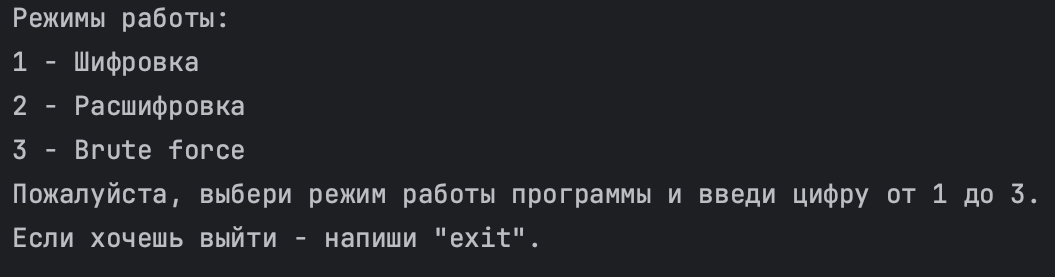 Режимы работы:
1 - Шифровка
2 - Расшифровка
3 - Brute force
Пожалуйста, выбери режим работы программы и введи цифру от 1 до 3.
Если хочешь выйти - напиши "exit".